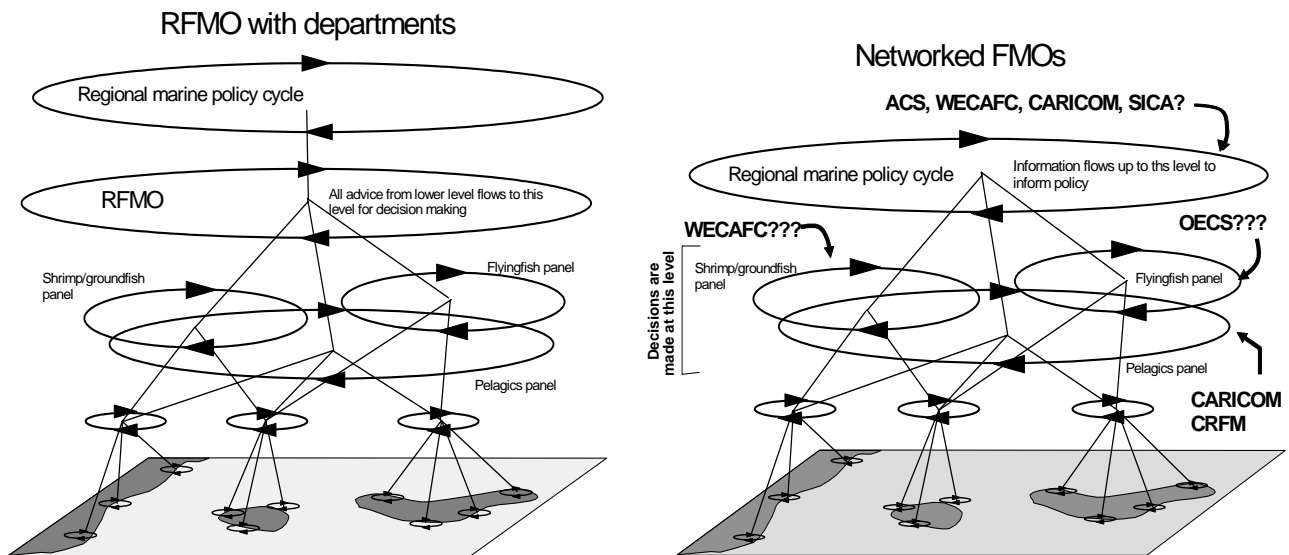 RFMO with departments
Regional marine policy cycle
RFMO
All advice from lower level flows to this
level for decision making
Shrimp/groundfish
panel
Flyingfish panel
Pelagics panel
Networked FMOs
ACS, WECAFC, CARICOM, SICA?
Regional marine policy cycle
Information flows up to ths level to
inform policy
WECAFC???
OECS???
Decisions are
made at this level
Shrimp/groundfish
panel
Flyingfish panel
Pelagics panel
CARICOM
CRFM